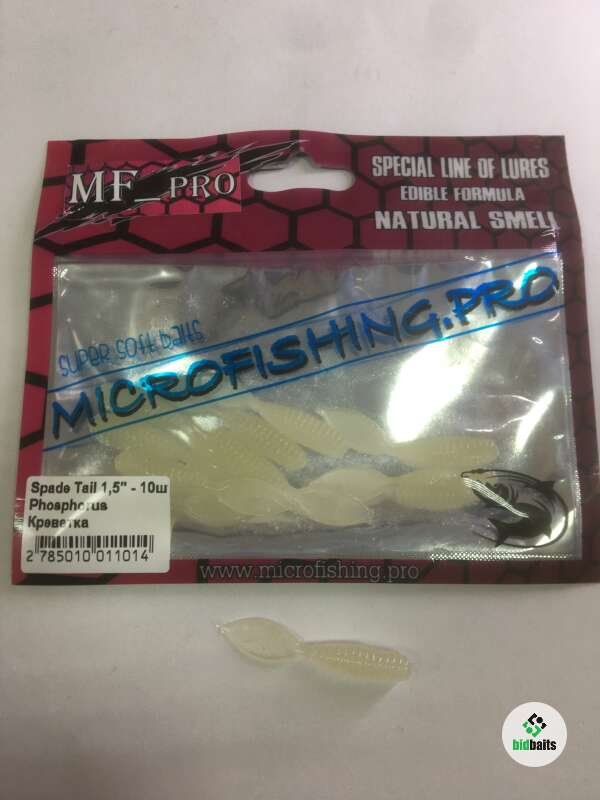 MF_PRO
SPECIAL LINE OF LURES
EDIBLE FORMULA
NATURAL SMELL
SUPER SOFT BAITS
MICROFISHING.PRO
Spade Tail 1,5" - 10ш
Phosphorus
Креветка
2 785010 011014
www.microfishing.pro
bidbaits